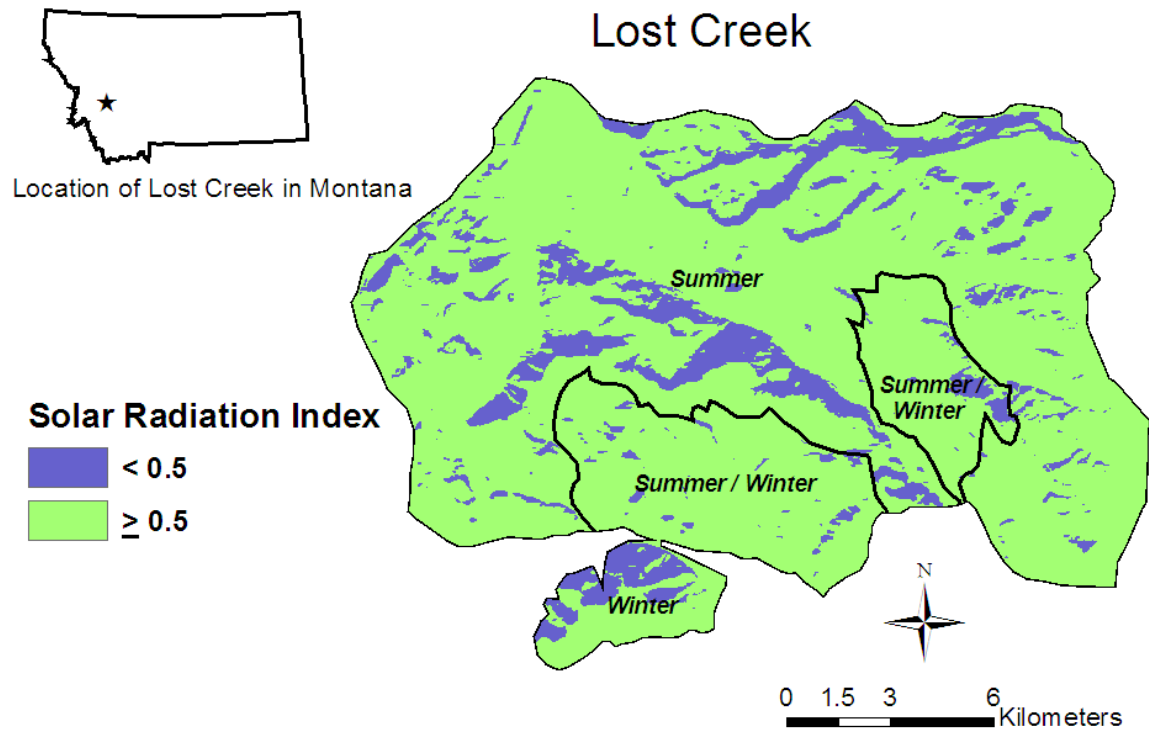 Lost Creek
Location of Lost Creek in Montana
Summer
Summer /
Winter
Solar Radiation Index
< 0.5
≥ 0.5
Summer / Winter
Winter
N
0 1.5 3 6
Kilometers